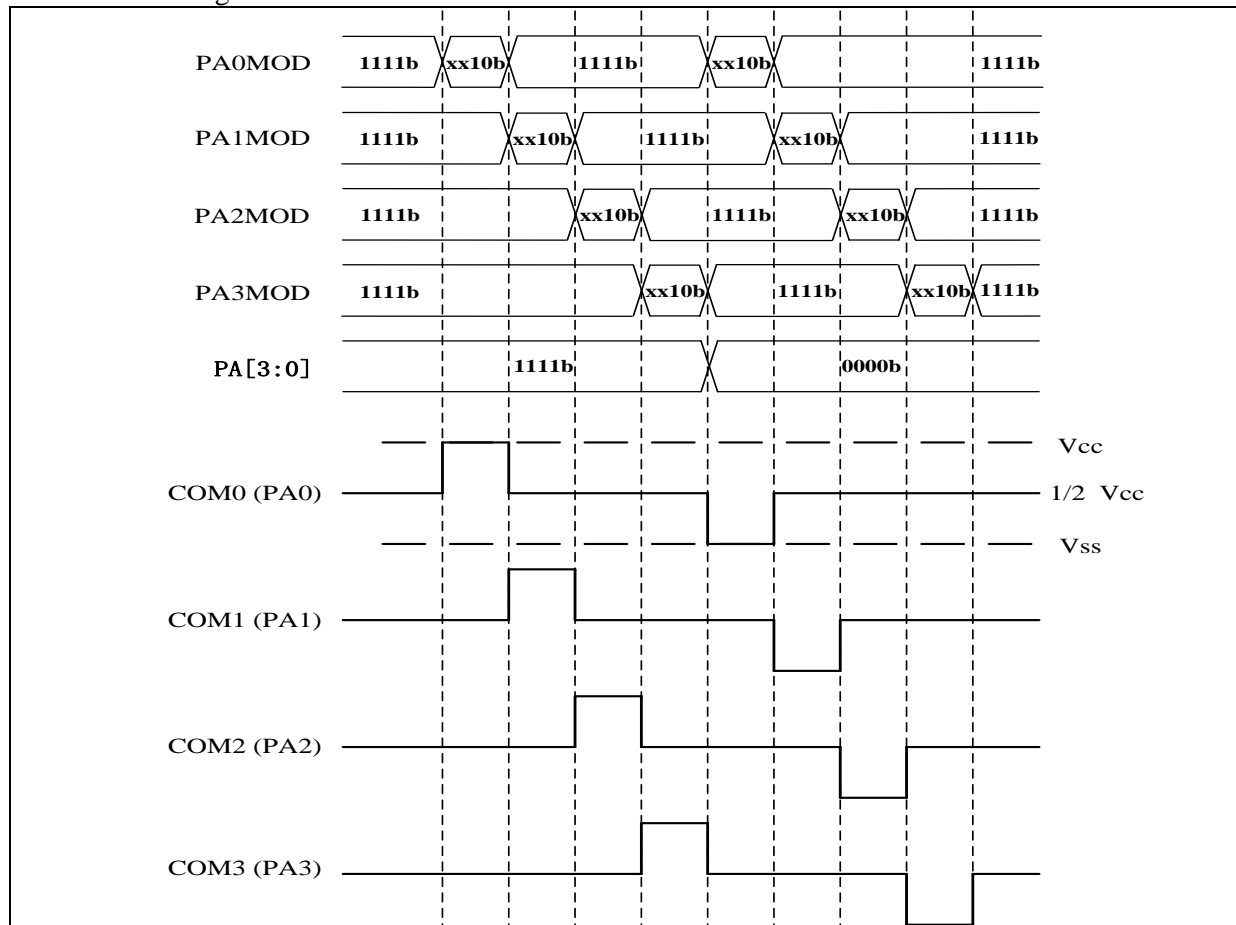 PA0MOD 1111b xx10b 1111b xx10b 1111b
PA1MOD 1111b xx10b 1111b xx10b 1111b
PA2MOD 1111b xx10b 1111b xx10b 1111b
PA3MOD 1111b xx10b 1111b xx10b 1111b
PA[3:0] 1111b 0000b
Vcc
COM0 (PA0) 1/2 Vcc
Vss
COM1 (PA1)
COM2 (PA2)
COM3 (PA3)